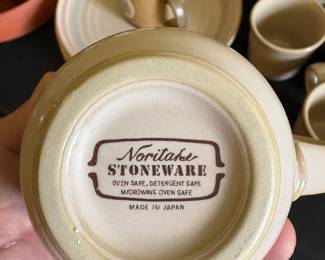 Noritake
STONEWARE
OVEN SAFE, DETERGENT SAFE
MICROWAVE OVEN SAFE
MADE IN JAPAN